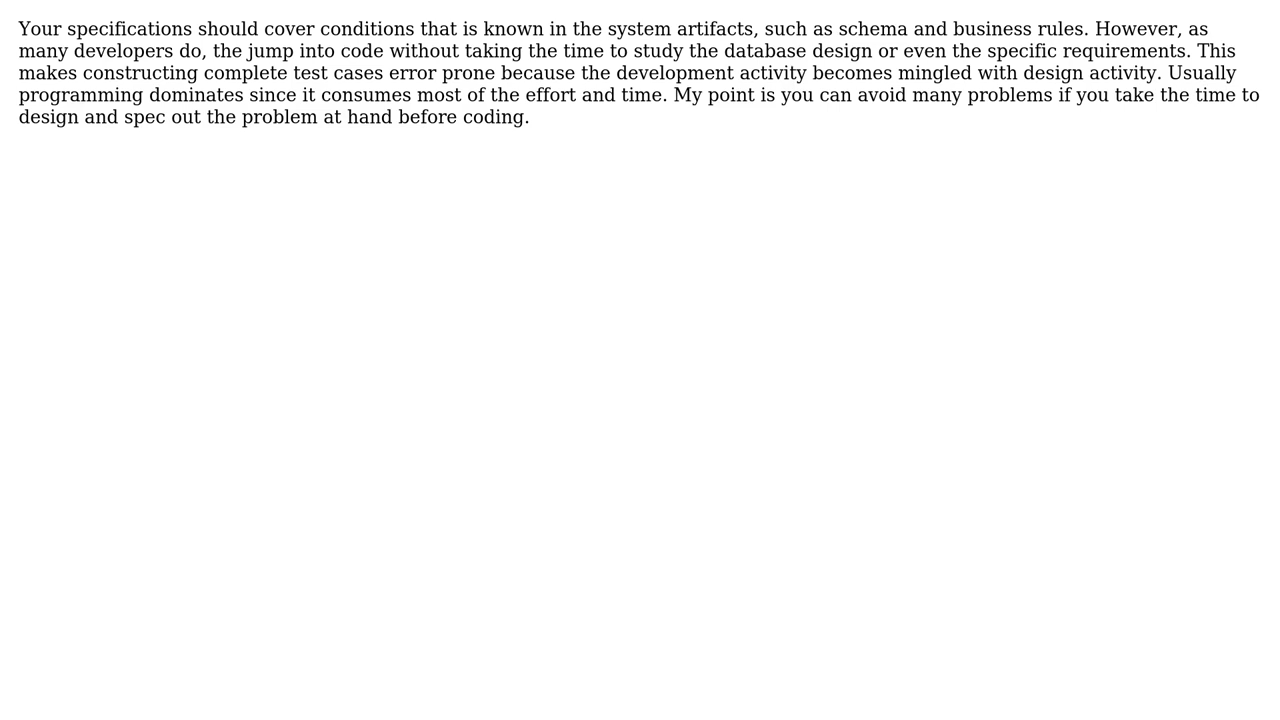 Your specifications should cover conditions that is known in the system artifacts, such as schema and business rules. However, as
many developers do, the jump into code without taking the time to study the database design or even the specific requirements. This
makes constructing complete test cases error prone because the development activity becomes mingled with design activity. Usually
programming dominates since it consumes most of the effort and time. My point is you can avoid many problems if you take the time to
design and spec out the problem at hand before coding.